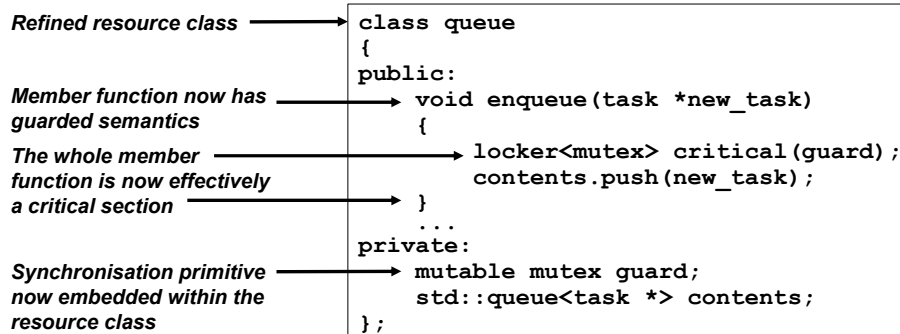 Refined resource class
class queue
{
public:
Member function now has
guarded semantics
void enqueue(task *new_task)
{
The whole member
function is now effectively
a critical section
locker<mutex> critical(guard);
contents.push(new_task);
}
...
private:
Synchronisation primitive
now embedded within the
resource class
mutable mutex guard;
std::queue<task *> contents;
};